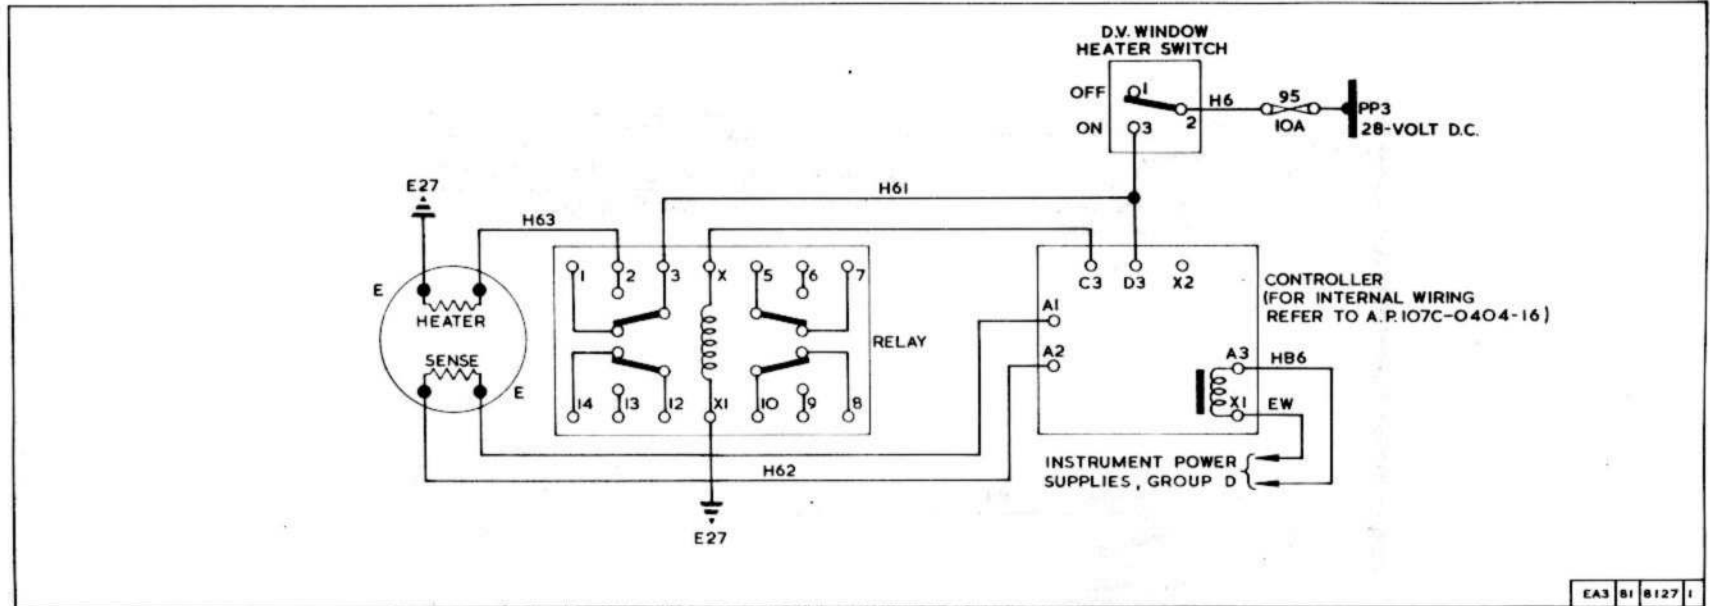 D.V. WINDOW
HEATER SWITCH
OFF
1
H6
95
PP3
ON
3
2
10A
28-VOLT D.C.
E27
H61
H63
1
2
3
X
5
6
7
C3
D3
X2
E
HEATER
CONTROLLER
(FOR INTERNAL WIRING
REFER TO A.P.107C-0404-16)
A1
RELAY
SENSE
A2
A3
H86
E
14
13
12
X1
10
9
8
X1
EW
H62
INSTRUMENT POWER
SUPPLIES, GROUP D
E27
EA3 81 8127 1